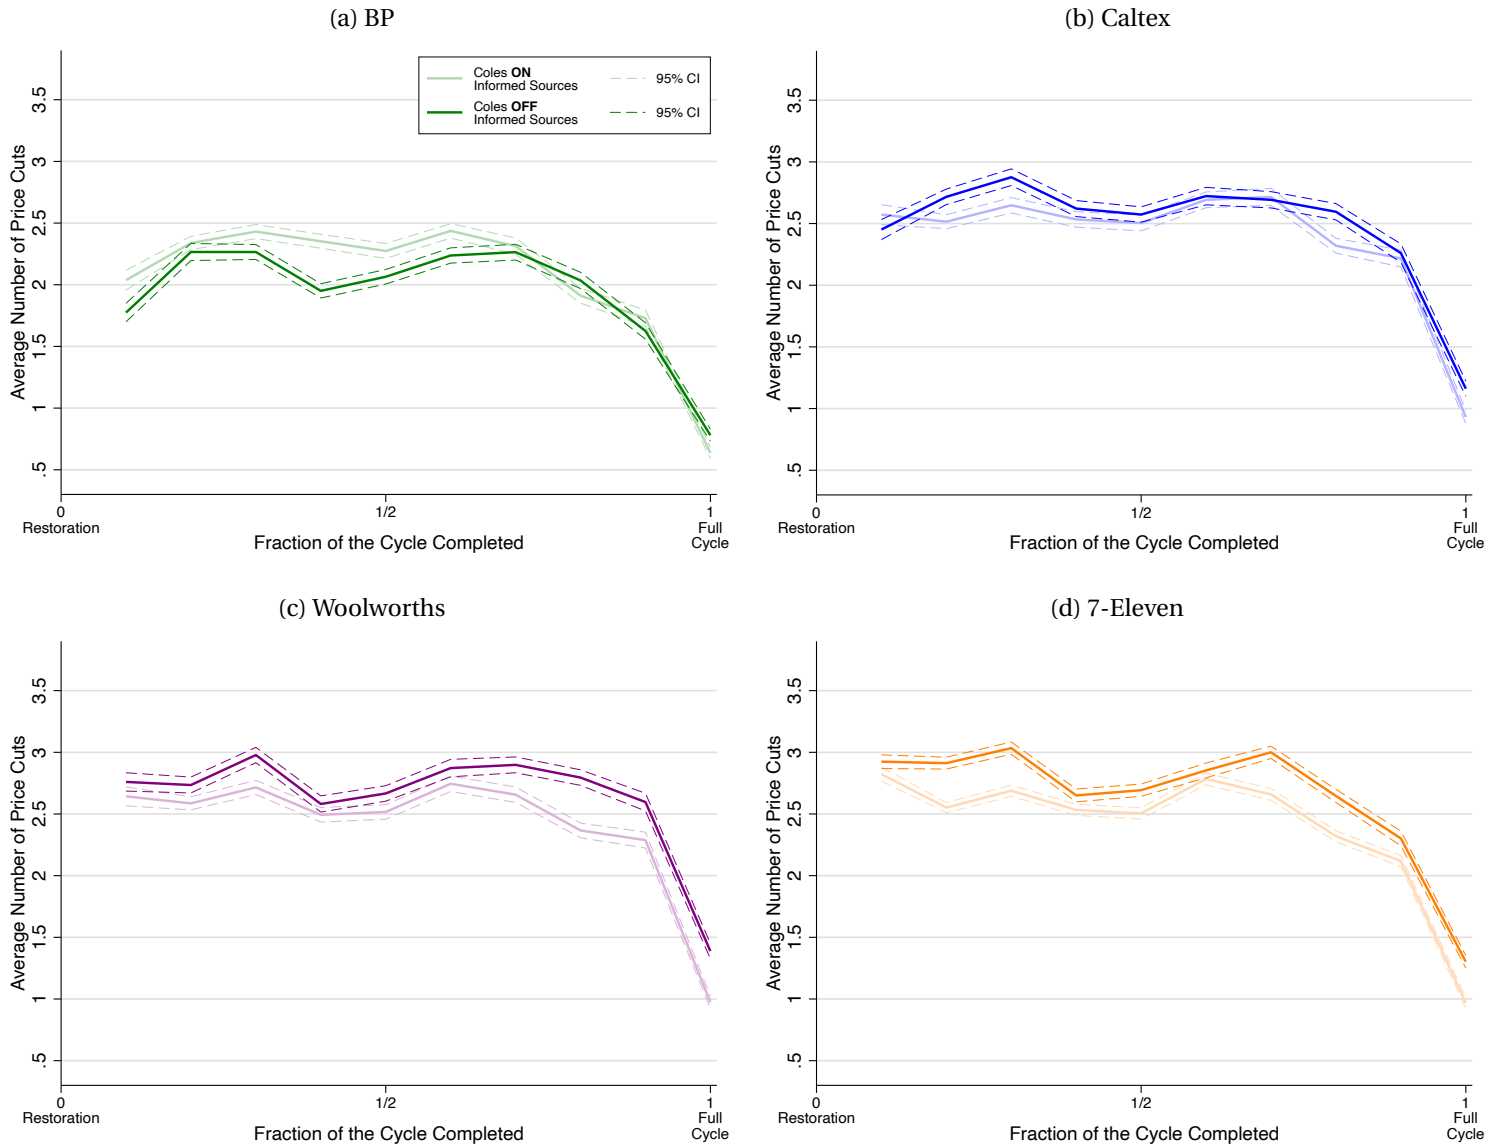 (a) BP
Average Number of Price Cuts
3.5
3
2.5
2
1.5
1
.5
Coles ON
Informed Sources
95% CI
Coles OFF
Informed Sources
95% CI
0
Restoration
1/2
1
Full
Cycle
Fraction of the Cycle Completed
(b) Caltex
Average Number of Price Cuts
3.5
3
2.5
2
1.5
1
.5
0
Restoration
1/2
1
Full
Cycle
Fraction of the Cycle Completed
(c) Woolworths
Average Number of Price Cuts
3.5
3
2.5
2
1.5
1
.5
0
Restoration
1/2
1
Full
Cycle
Fraction of the Cycle Completed
(d) 7-Eleven
Average Number of Price Cuts
3.5
3
2.5
2
1.5
1
.5
0
Restoration
1/2
1
Full
Cycle
Fraction of the Cycle Completed